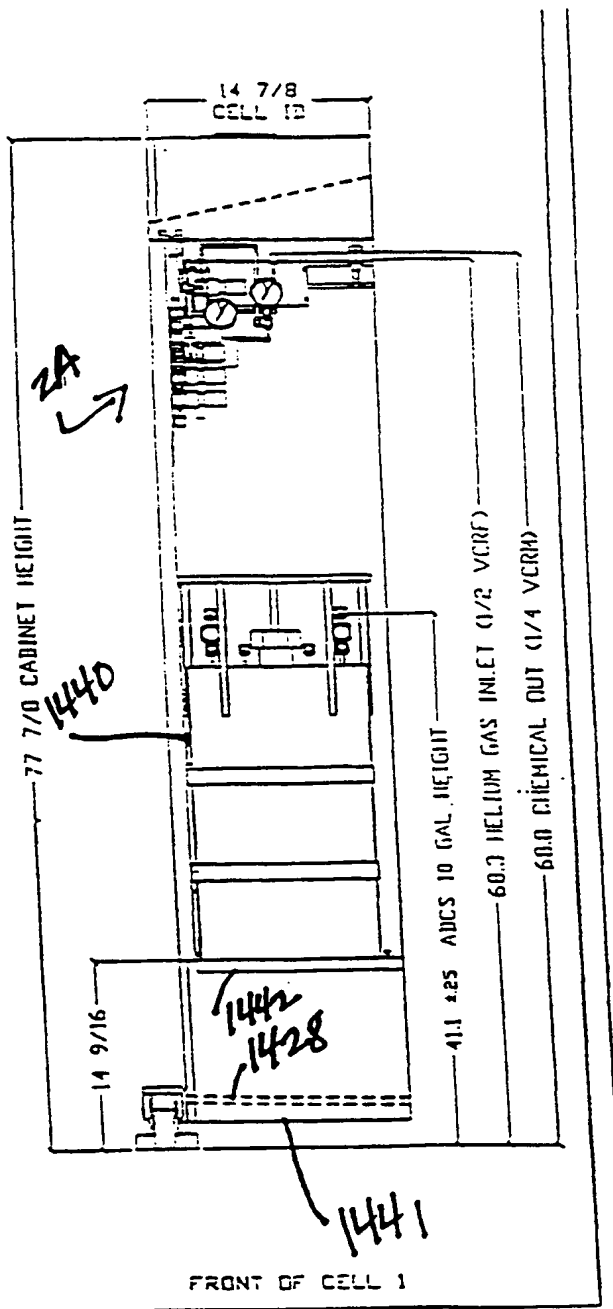 14 7/8
CELL ID
2A
77 7/8 CABINET HEIGHT
1440
14 9/16
1442
1428
1441
41.1 ±.25 ADCS 10 GAL HEIGHT
60.0 HELIUM GAS INLET (1/2 VCRF)
60.0 CHEMICAL OUT (1/4 VCRM)
FRONT OF CELL 1